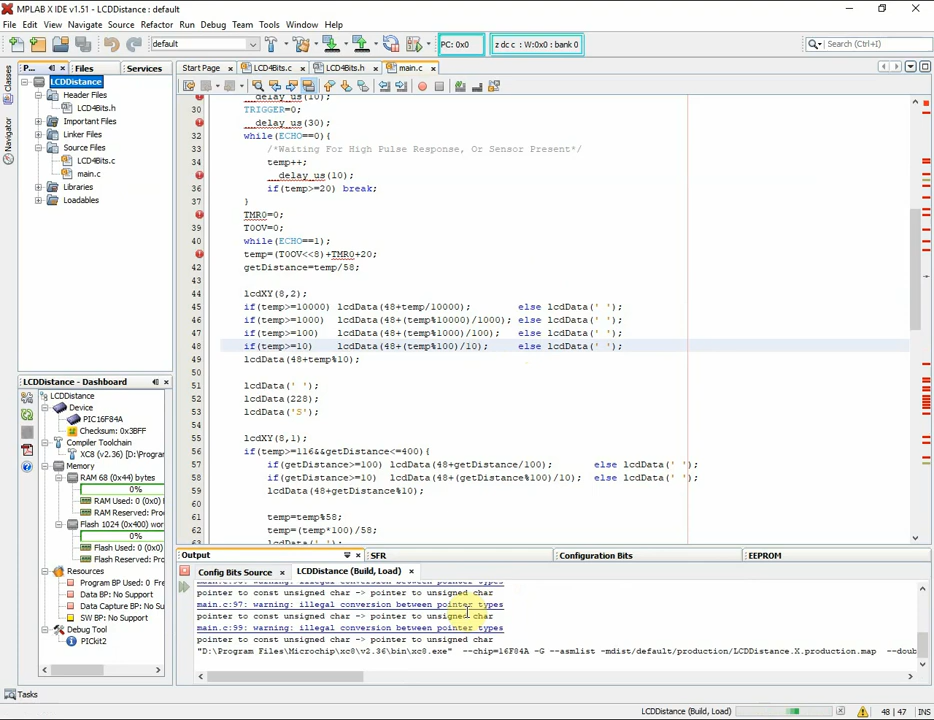 MPLAB X IDE v1.51 - LCDDistance : default
File Edit View Navigate Source Refactor Run Debug Team Tools Window Help
default
PC: 0x0
z dc c : W:0x0 : bank 0
Search (Ctrl+I)
P... Files Services
Start Page LCD4Bits.c LCD4Bits.h main.c
Classes
Navigator
LCDDistance
Header Files
LCD4Bits.h
Important Files
Linker Files
Source Files
LCD4Bits.c
main.c
Libraries
Loadables
__delay_us(10);
30 TRIGGER=0;
__delay_us(30);
32 while(ECHO==0){
33 /*Waiting For High Pulse Response, Or Sensor Present*/
34 temp++;
__delay_us(10);
36 if(temp>=20) break;
37 }
TMR0=0;
39 T0OV=0;
40 while(ECHO==1);
temp=(T0OV<<8)+TMR0+20;
42 getDistance=temp/58;
43
44 lcdXY(8,2);
45 if(temp>=10000) lcdData(48+temp/10000); else lcdData(' ');
46 if(temp>=1000) lcdData(48+(temp%10000)/1000); else lcdData(' ');
47 if(temp>=100) lcdData(48+(temp%1000)/100); else lcdData(' ');
48 if(temp>=10) lcdData(48+(temp%100)/10); else lcdData(' ');
49 lcdData(48+temp%10);
50
51 lcdData(' ');
52 lcdData(228);
53 lcdData('S');
54
55 lcdXY(8,1);
56 if(temp>=116&&getDistance<=400){
57 if(getDistance>=100) lcdData(48+getDistance/100); else lcdData(' ');
58 if(getDistance>=10) lcdData(48+(getDistance%100)/10); else lcdData(' ');
59 lcdData(48+getDistance%10);
60
61 temp=temp%58;
62 temp=(temp*100)/58;
63 lcdData('.');
LCDDistance - Dashboard
LCDDistance
Device
PIC16F84A
Checksum: 0x3BFF
Compiler Toolchain
XC8 (v2.36) [D:\Progra
Memory
RAM 68 (0x44) bytes
0%
RAM Used: 0 (0x0)
RAM Reserved: Pro
Flash 1024 (0x400) wor
0%
Flash Used: 0 (0x0)
Flash Reserved: Pro
Resources
Program BP Used: 0
Data BP: No Support
Data Capture BP: No Support
SW BP: No Support
Debug Tool
PICkit2
Output SFR Configuration Bits EEPROM
Config Bits Source LCDDistance (Build, Load)
pointer to const unsigned char -> pointer to unsigned char
main.c:97: warning: illegal conversion between pointer types
pointer to const unsigned char -> pointer to unsigned char
main.c:99: warning: illegal conversion between pointer types
pointer to const unsigned char -> pointer to unsigned char
"D:\Program Files\Microchip\xc8\v2.36\bin\xc8.exe" --chip=16F84A -G --asmlist -mdist/default/production/LCDDistance.X.production.map --doub
Tasks
LCDDistance (Build, Load) 48 | 47 INS